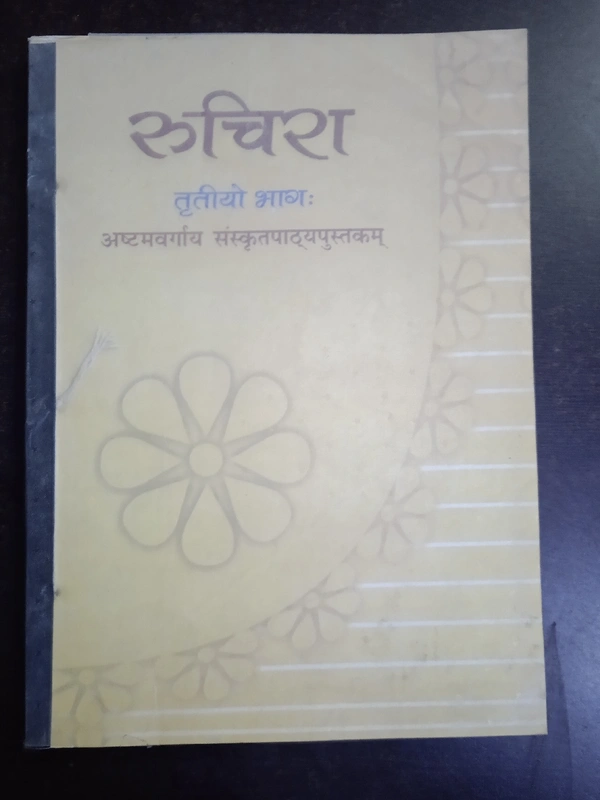 रुचिरा
तृतीयो भागः
अष्टमवर्गाय संस्कृतपाठ्यपुस्तकम्